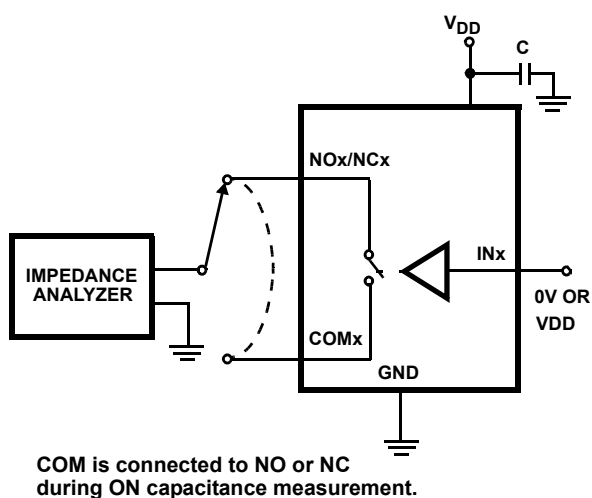 VDD
C
NOx/NCx
IMPEDANCE
ANALYZER
INx
0V OR
VDD
COMx
GND
COM is connected to NO or NC
during ON capacitance measurement.